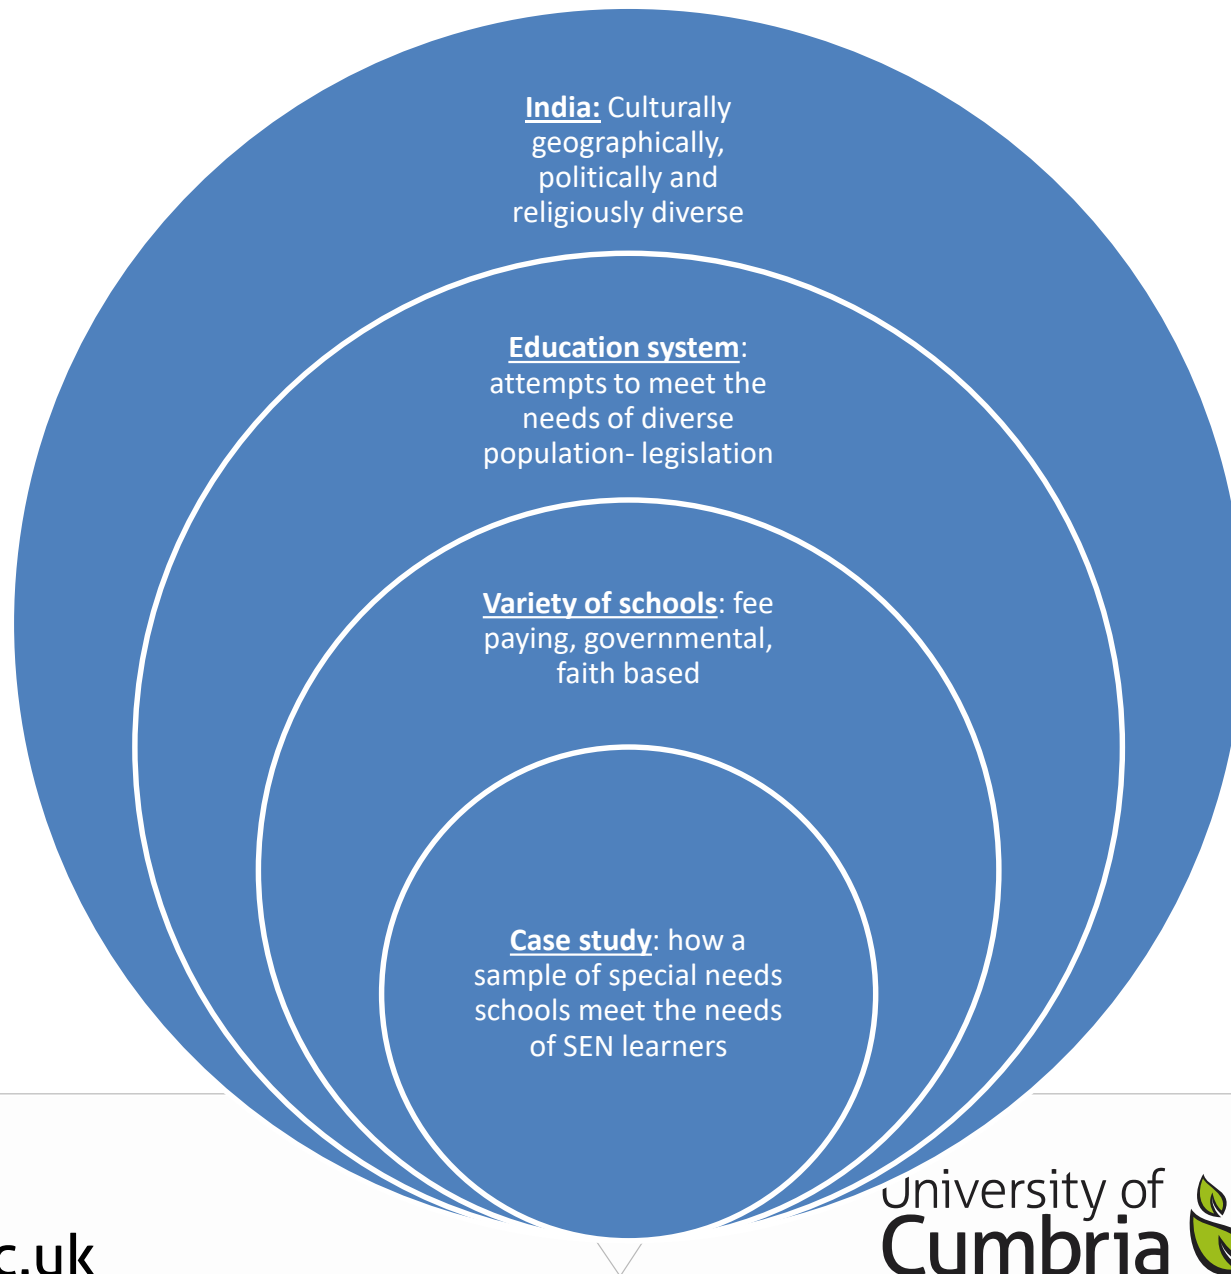 India: Culturally
geographically,
politically and
religiously diverse
Education system:
attempts to meet the
needs of diverse
population- legislation
Variety of schools: fee
paying, governmental,
faith based
Case study: how a
sample of special needs
schools meet the needs
of SEN learners
University of
Cumbria
c.uk